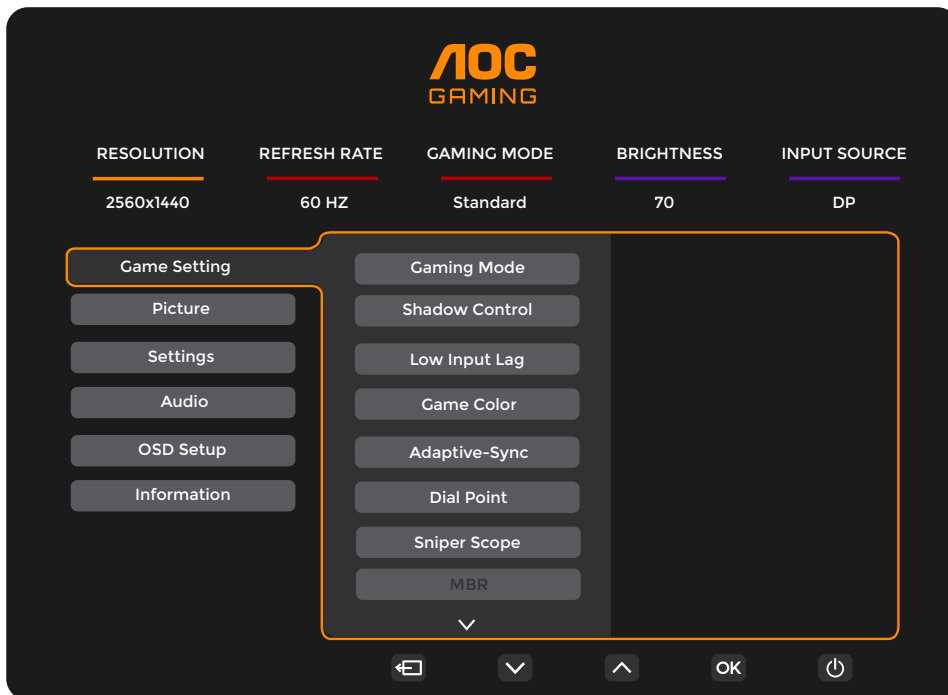 AOC
GAMING
RESOLUTION REFRESH RATE GAMING MODE BRIGHTNESS INPUT SOURCE
2560x1440 60 HZ Standard 70 DP
Game Setting
Picture
Settings
Audio
OSD Setup
Information
Gaming Mode
Shadow Control
Low Input Lag
Game Color
Adaptive-Sync
Dial Point
Sniper Scope
MBR
OK